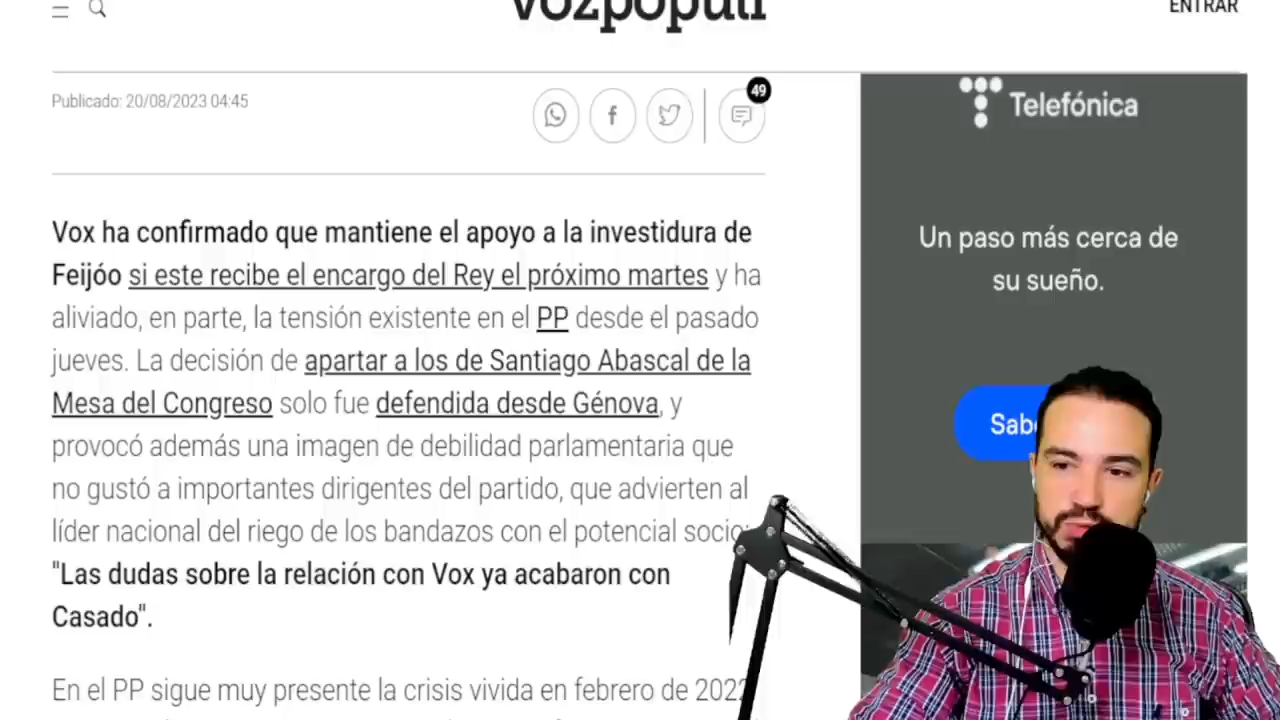 vozpopuli
ENTRAR
Publicado: 20/08/2023 04:45
49
Telefónica
Un paso más cerca de
su sueño.
Vox ha confirmado que mantiene el apoyo a la investidura de
Feijóo si este recibe el encargo del Rey el próximo martes y ha
aliviado, en parte, la tensión existente en el PP desde el pasado
jueves. La decisión de apartar a los de Santiago Abascal de la
Mesa del Congreso solo fue defendida desde Génova, y
provocó además una imagen de debilidad parlamentaria que
no gustó a importantes dirigentes del partido, que advierten al
líder nacional del riego de los bandazos con el potencial socio:
"Las dudas sobre la relación con Vox ya acabaron con
Casado".
En el PP sigue muy presente la crisis vivida en febrero de 2022